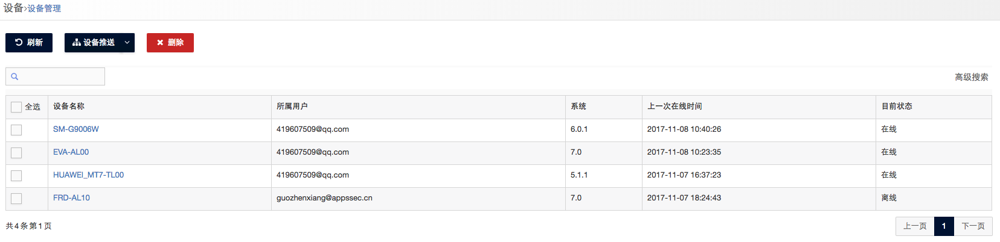 设备>设备管理
刷新 设备推送 删除
高级搜索
全选 设备名称 所属用户 系统 上一次在线时间 目前状态
SM-G9006W 419607509@qq.com 6.0.1 2017-11-08 10:40:26 在线
EVA-AL00 419607509@qq.com 7.0 2017-11-08 10:23:35 在线
HUAWEI_MT7-TL00 419607509@qq.com 5.1.1 2017-11-07 16:37:23 在线
FRD-AL10 guozhenxiang@appssec.cn 7.0 2017-11-07 18:24:43 离线
共4条第1页 上一页 1 下一页